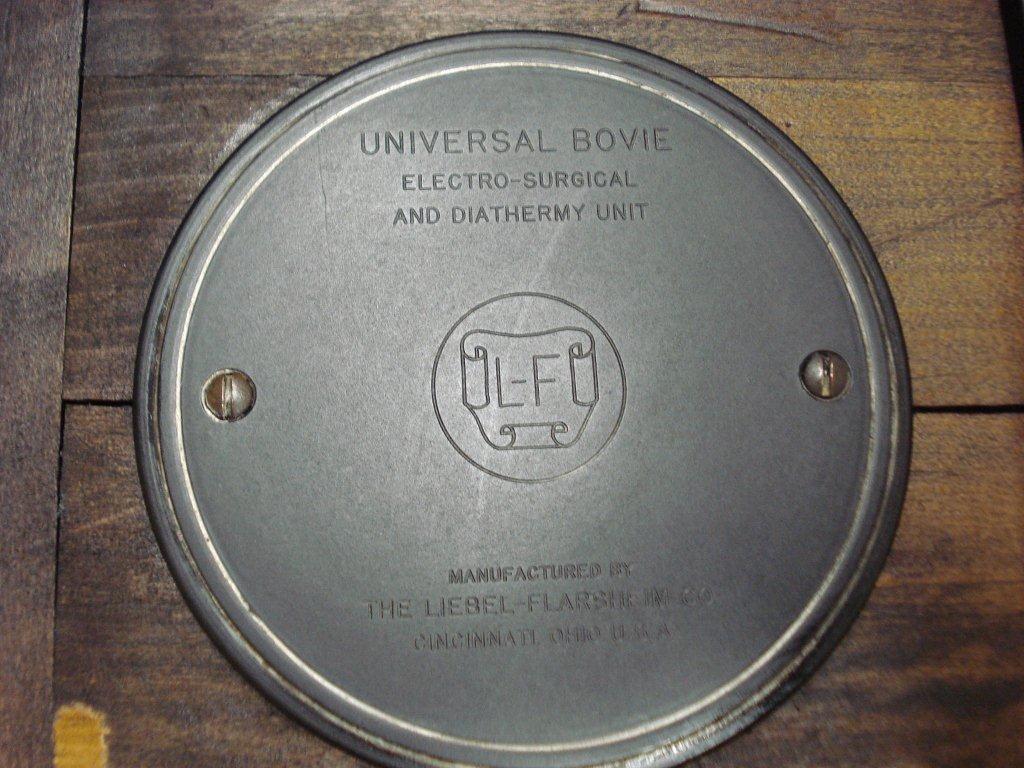 UNIVERSAL BOVIE
ELECTRO-SURGICAL
AND DIATHERMY UNIT
L-F
MANUFACTURED BY
THE LIEBEL-FLARSHEIM CO
CINCINNATI, OHIO U.S.A